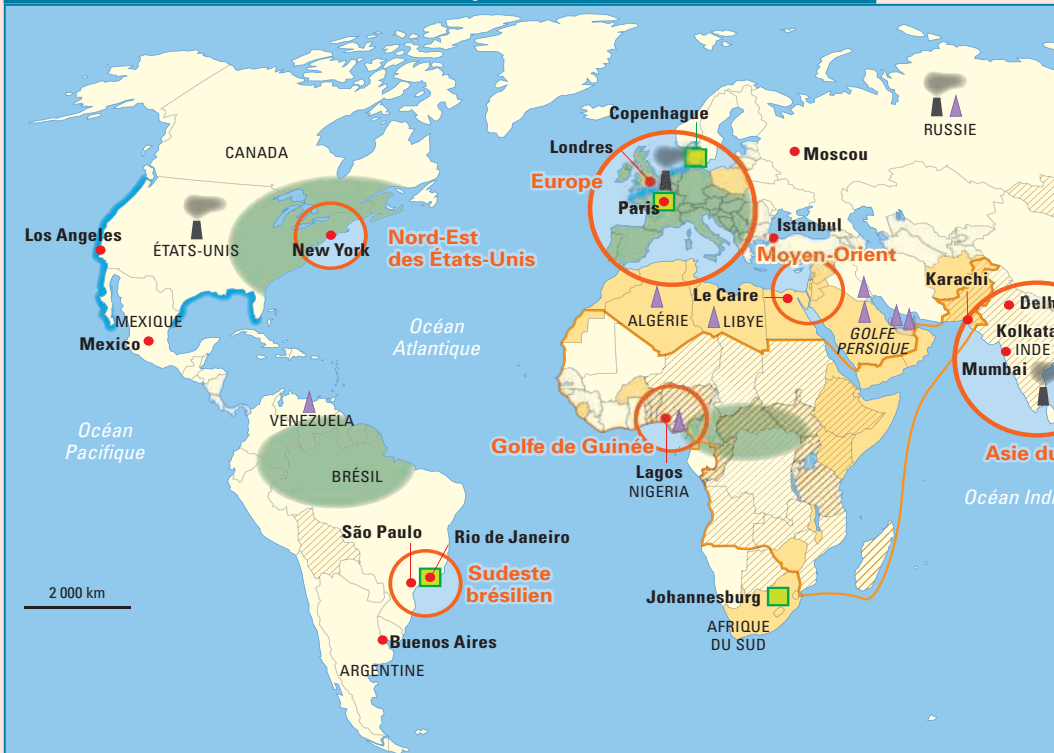 Copenhague
Londres
RUSSIE
CANADA
Moscou
Europe
Paris
Los Angeles
ÉTATS-UNIS
New York
Nord-Est
des États-Unis
Istanbul
Moyen-Orient
Karachi
Le Caire
Delh
MEXIQUE
Océan
Atlantique
ALGÉRIE
LIBYE
GOLFE
PERSIQUE
Kolkata
INDE
Mexico
Mumbai
VENEZUELA
Océan
Pacifique
Golfe de Guinée
Asie du
BRÉSIL
Lagos
NIGERIA
Océan Indi
São Paulo
Rio de Janeiro
Sudeste
brésilien
2 000 km
Johannesburg
AFRIQUE
DU SUD
Buenos Aires
ARGENTINE